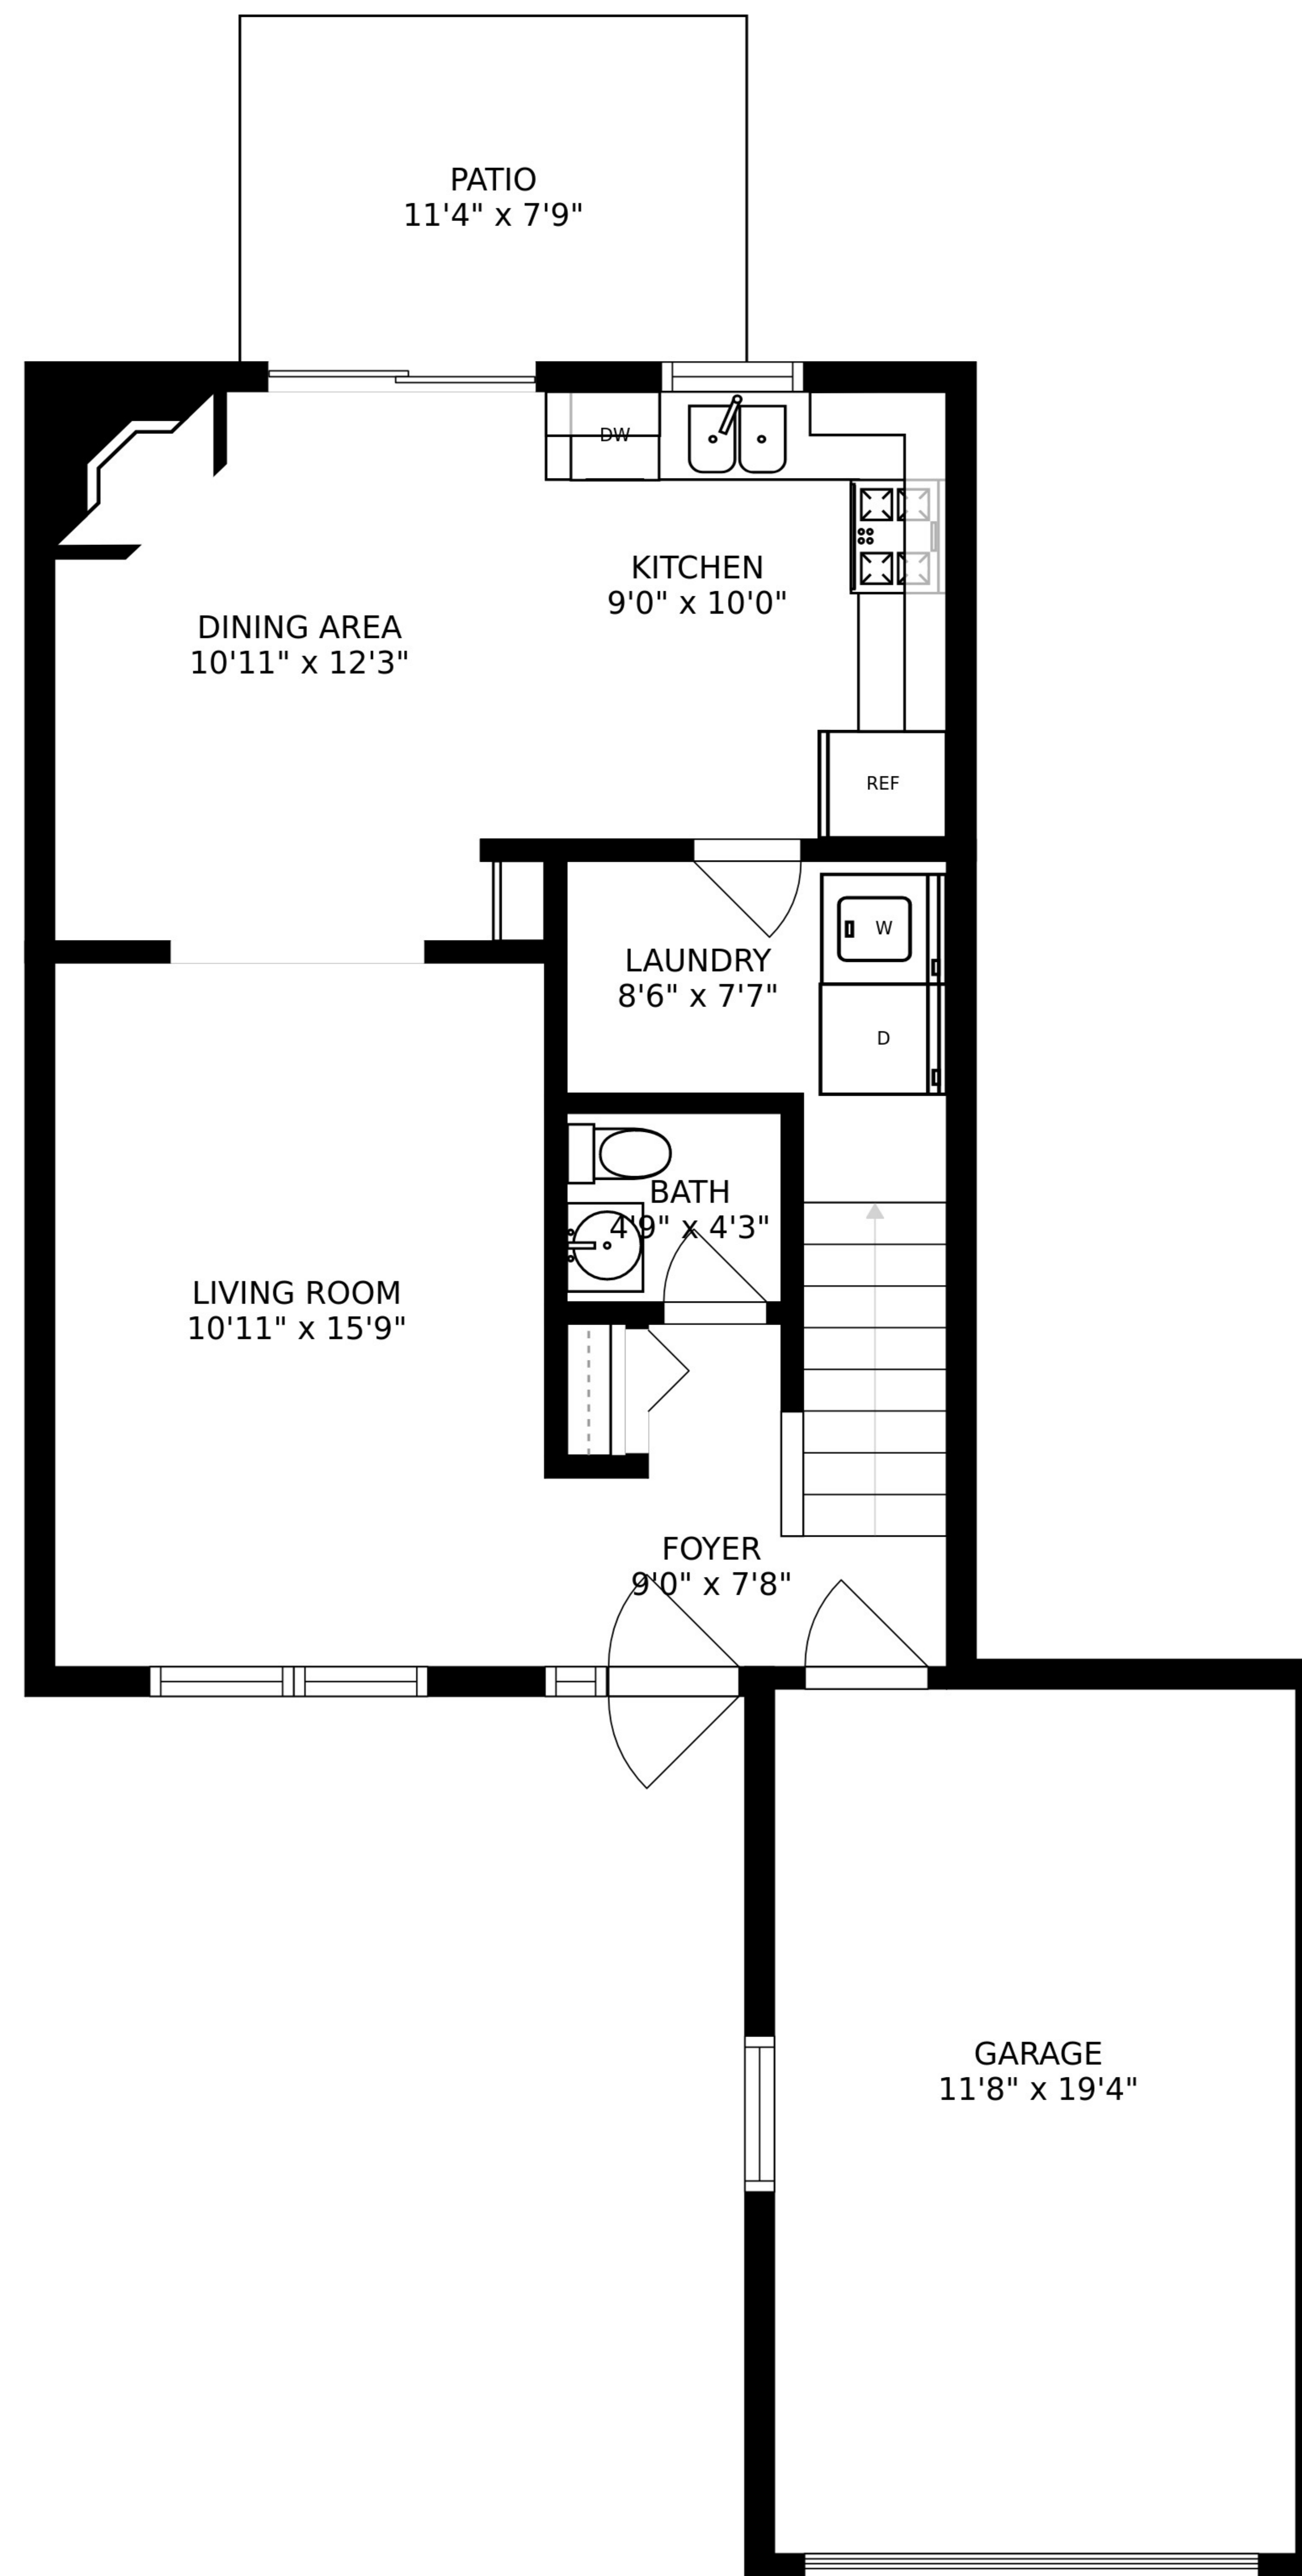 PATIO
11'4" x 7'9"
DW
KITCHEN
9'0" x 10'0"
DINING AREA
10'11" x 12'3"
REF
W
LAUNDRY
8'6" x 7'7"
D
BATH
4'9" x 4'3"
LIVING ROOM
10'11" x 15'9"
FOYER
9'0" x 7'8"
GARAGE
11'8" x 19'4"